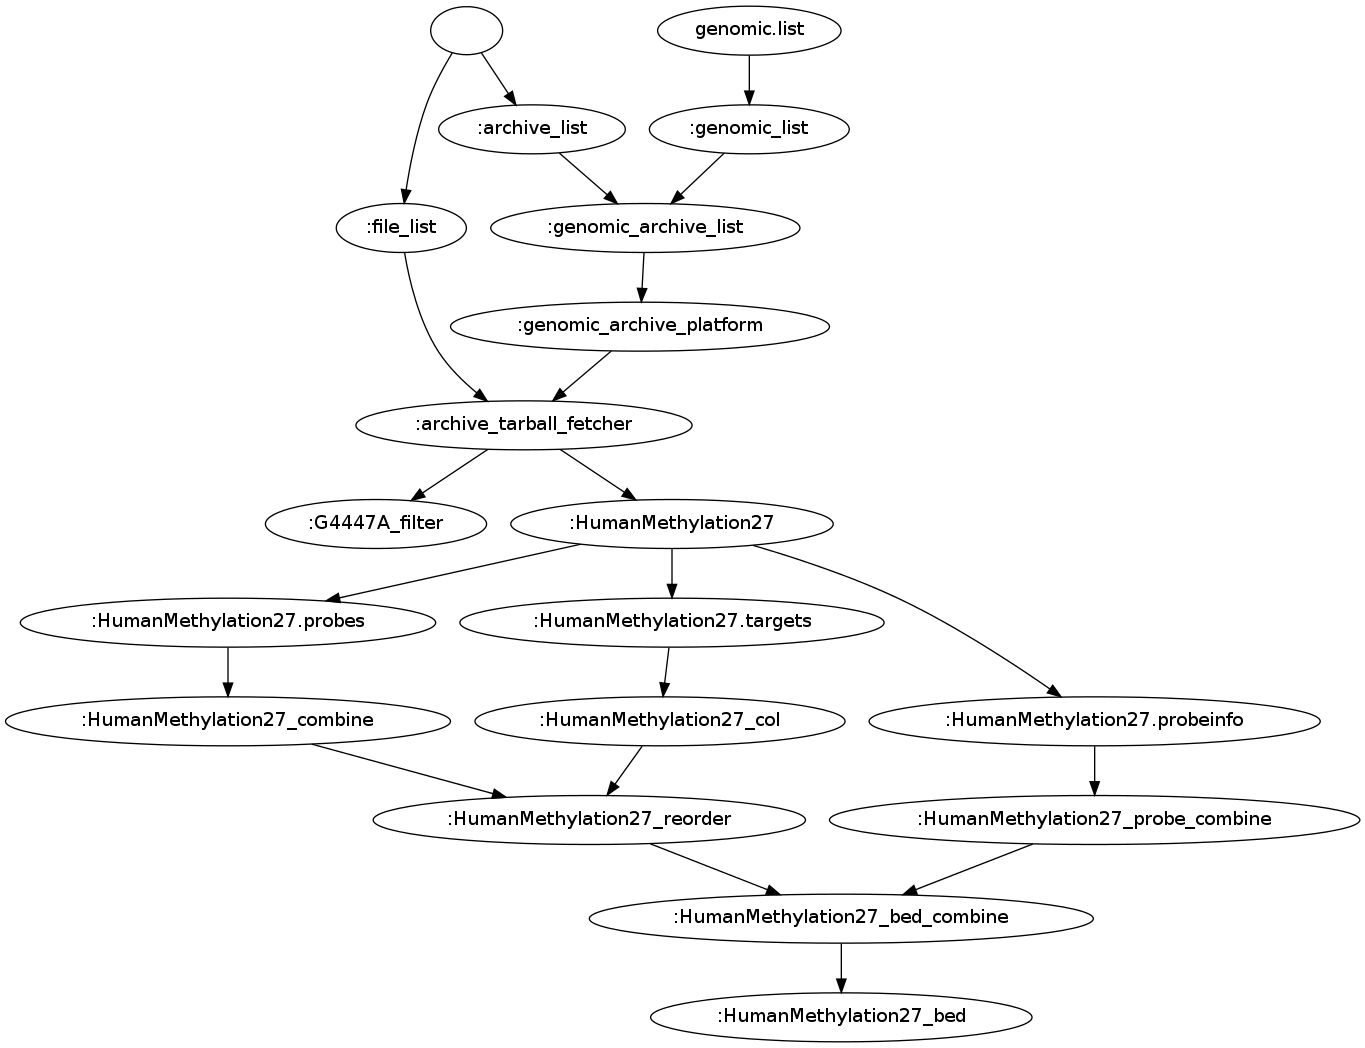 genomic.list
:archive_list
:genomic_list
:file_list
:genomic_archive_list
:genomic_archive_platform
:archive_tarball_fetcher
:G4447A_filter
:HumanMethylation27
:HumanMethylation27.probes
:HumanMethylation27.targets
:HumanMethylation27_combine
:HumanMethylation27_col
:HumanMethylation27.probeinfo
:HumanMethylation27_reorder
:HumanMethylation27_probe_combine
:HumanMethylation27_bed_combine
:HumanMethylation27_bed